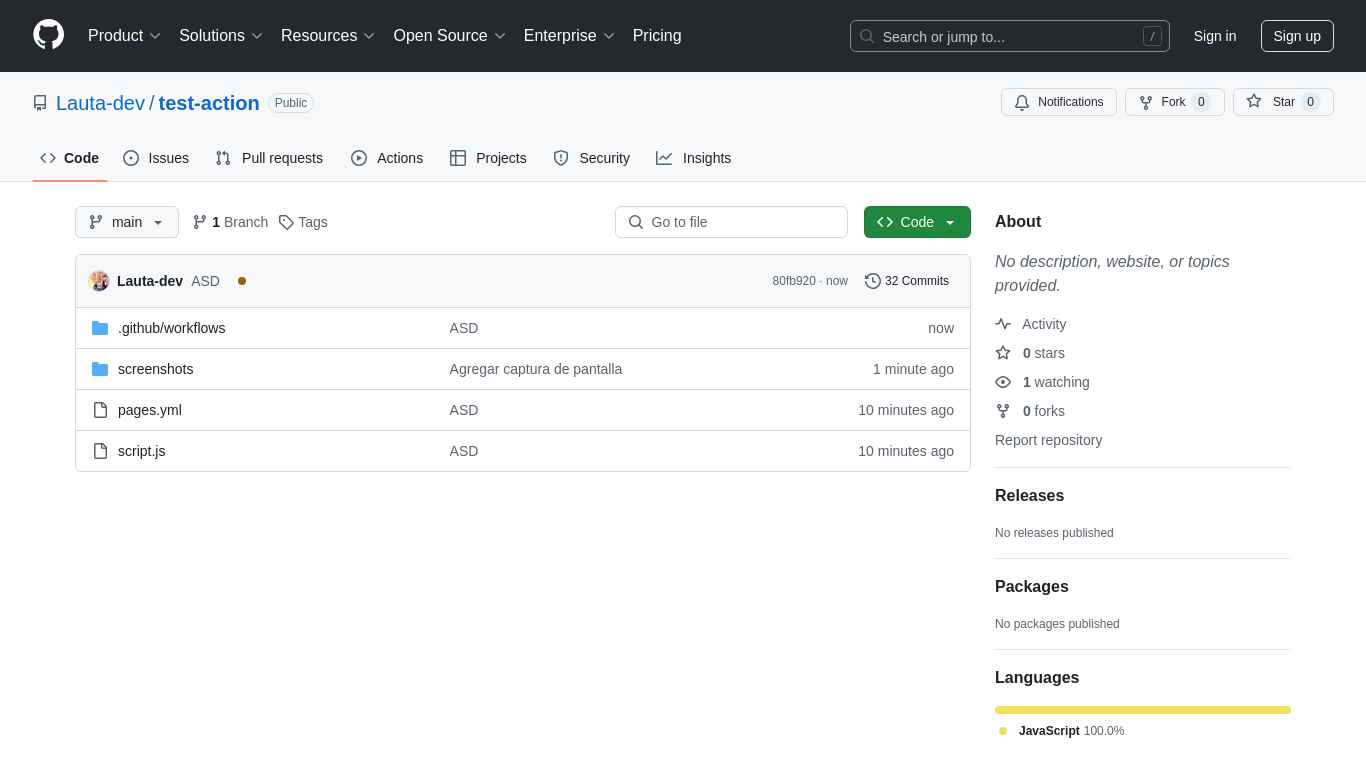 Product Solutions Resources Open Source Enterprise Pricing Search or jump to... / Sign in Sign up
Lauta-dev / test-action Public Notifications Fork 0 Star 0
Code Issues Pull requests Actions Projects Security Insights
main 1 Branch Tags Go to file Code
Lauta-dev ASD 80fb920 · now 32 Commits
.github/workflows ASD now
screenshots Agregar captura de pantalla 1 minute ago
pages.yml ASD 10 minutes ago
script.js ASD 10 minutes ago
About
No description, website, or topics
provided.
Activity
0 stars
1 watching
0 forks
Report repository
Releases
No releases published
Packages
No packages published
Languages
JavaScript 100.0%